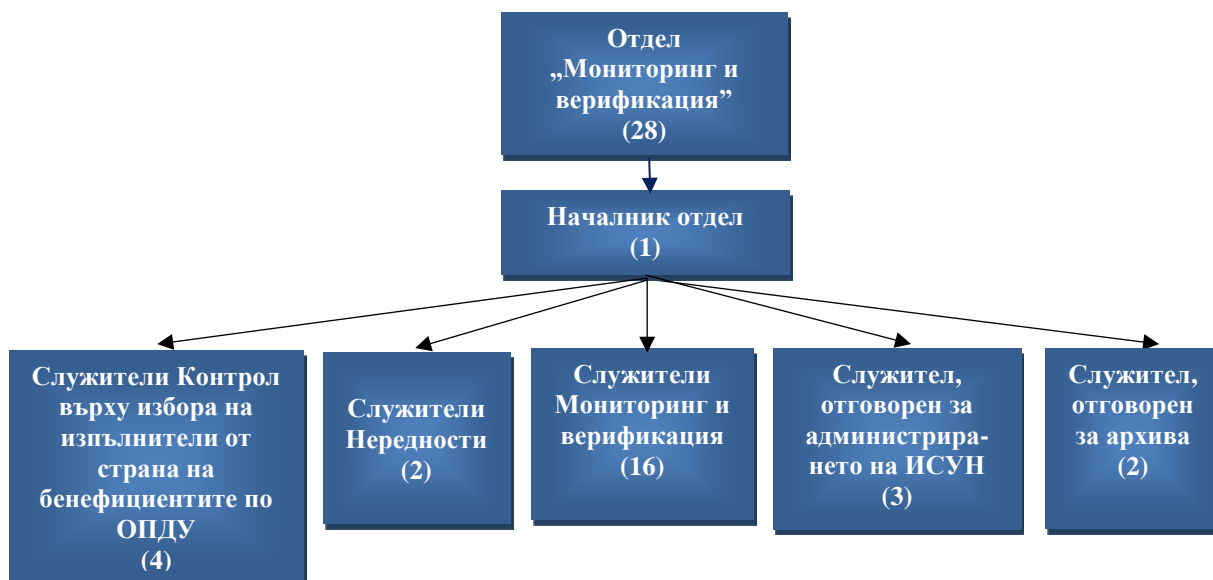 Отдел
„Мониторинг и
верификация”
(28)
Началник отдел
(1)
Служители Контрол
върху избора на
изпълнители от
страна на
бенефициентите по
ОПДУ
(4)
Служители
Нередности
(2)
Служители
Мониторинг и
верификация
(16)
Служител,
отговорен за
администрира-
нето на ИСУН
(3)
Служител,
отговорен
за архива
(2)